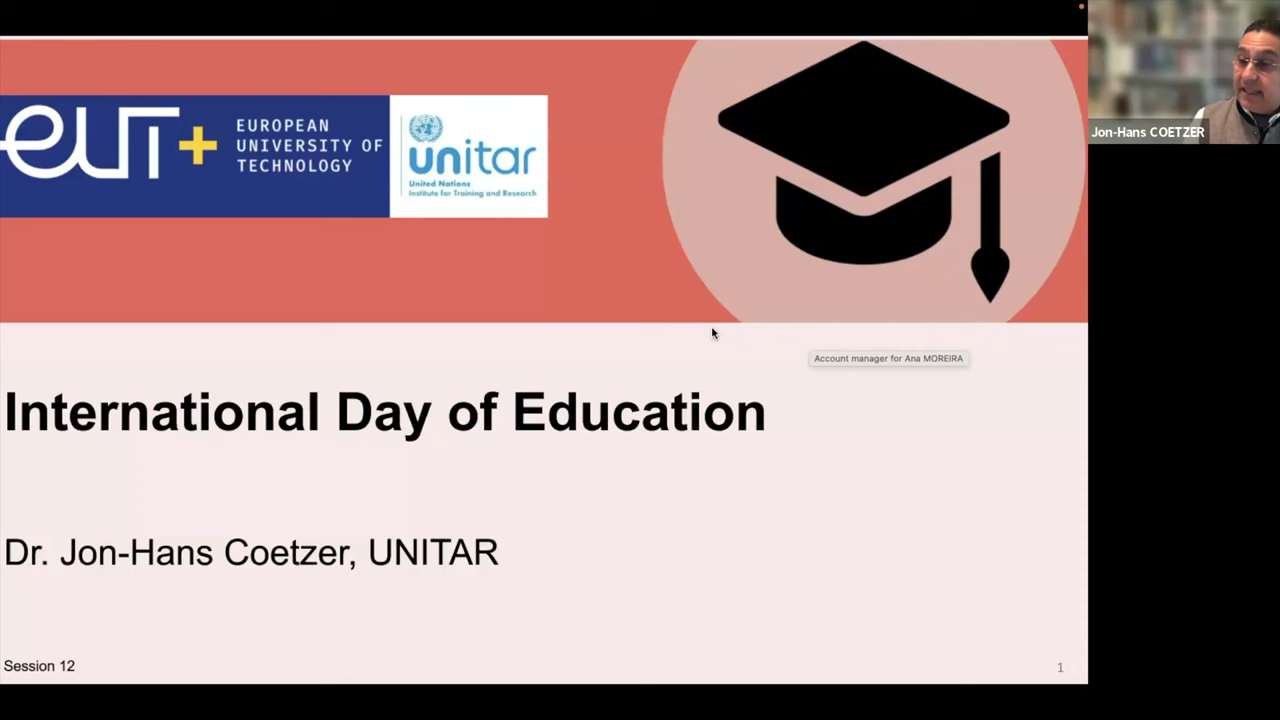 EUT+
EUROPEAN
UNIVERSITY OF
TECHNOLOGY
unitar
United Nations
Institute for Training and Research
Jon-Hans COETZER
Account manager for Ana MOREIRA
International Day of Education
Dr. Jon-Hans Coetzer, UNITAR
Session 12
1